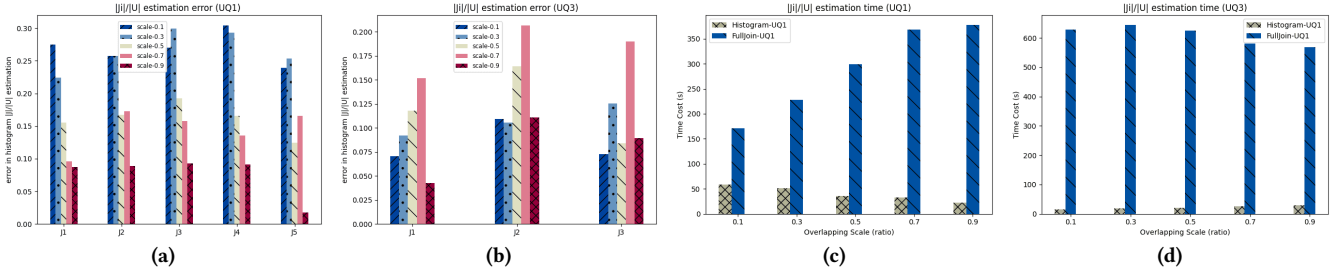 |Ji|/|U| estimation error (UQ1)
error in histogram |J|/|U| estimation
0.30
0.25
0.20
0.15
0.10
0.05
0.00
scale-0.1
scale-0.3
scale-0.5
scale-0.7
scale-0.9
J1 J2 J3 J4 J5
(a)
|Ji|/|U| estimation error (UQ3)
error in histogram |J|/|U| estimation
0.200
0.175
0.150
0.125
0.100
0.075
0.050
0.025
0.000
scale-0.1
scale-0.3
scale-0.5
scale-0.7
scale-0.9
J1 J2 J3
(b)
|Ji|/|U| estimation time (UQ1)
Time Cost (s)
350
300
250
200
150
100
50
0
Histogram-UQ1
FullJoin-UQ1
0.1 0.3 0.5 0.7 0.9
Overlapping Scale (ratio)
(c)
|Ji|/|U| estimation time (UQ3)
Time Cost (s)
600
500
400
300
200
100
0
Histogram-UQ1
FullJoin-UQ1
0.1 0.3 0.5 0.7 0.9
Overlapping Scale (ratio)
(d)